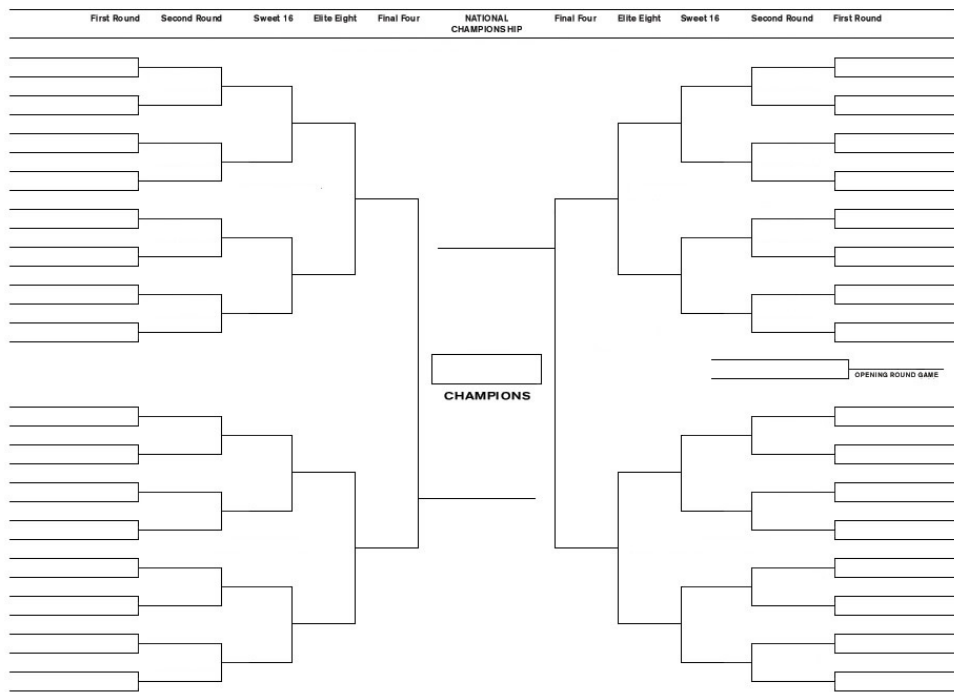 First Round Second Round Sweet 16 Elite Eight Final Four NATIONAL Final Four Elite Eight Sweet 16 Second Round First Round
CHAMPIONSHIP
OPENING ROUND GAME
CHAMPIONS